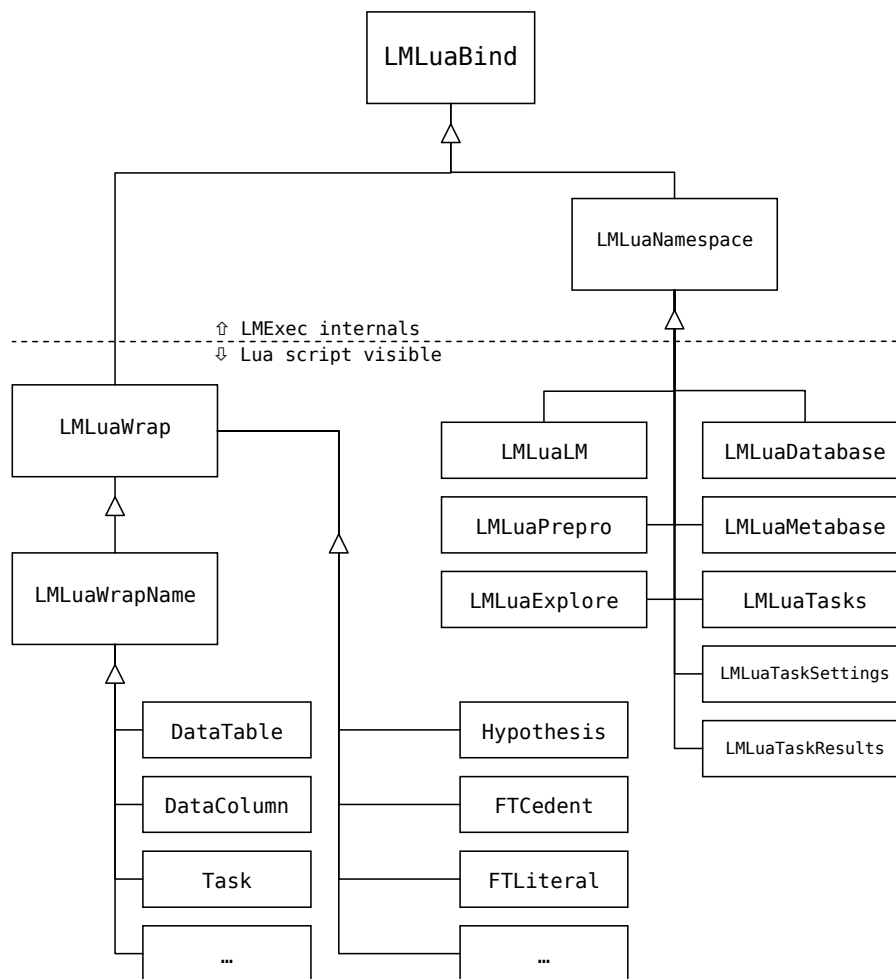 LMLuaBind
LMLuaNamespace
⇧ LMExec internals
⇩ Lua script visible
LMLuaWrap
LMLuaLM
LMLuaDatabase
LMLuaPrepro
LMLuaMetabase
LMLuaWrapName
LMLuaExplore
LMLuaTasks
LMLuaTaskSettings
DataTable
Hypothesis
LMLuaTaskResults
DataColumn
FTCedent
Task
FTLiteral
…
…